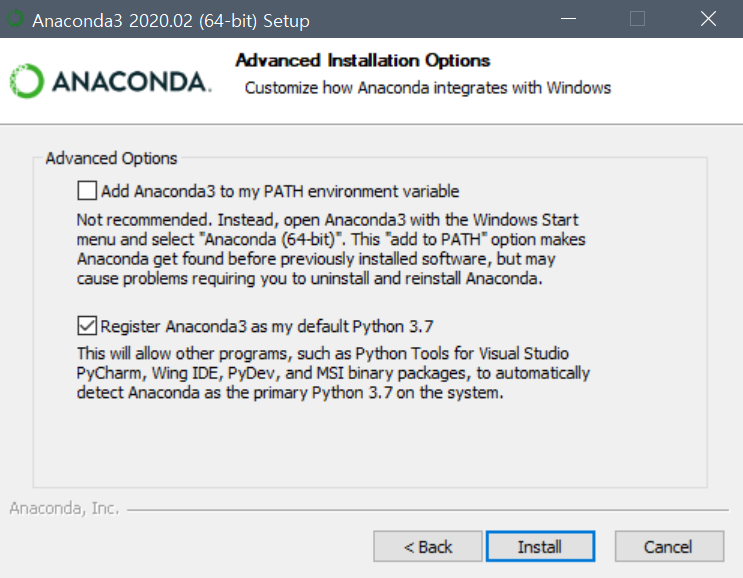 Anaconda3 2020.02 (64-bit) Setup
ANACONDA.
Advanced Installation Options
Customize how Anaconda integrates with Windows
Advanced Options
Add Anaconda3 to my PATH environment variable
Not recommended. Instead, open Anaconda3 with the Windows Start
menu and select "Anaconda (64-bit)". This "add to PATH" option makes
Anaconda get found before previously installed software, but may
cause problems requiring you to uninstall and reinstall Anaconda.
Register Anaconda3 as my default Python 3.7
This will allow other programs, such as Python Tools for Visual Studio
PyCharm, Wing IDE, PyDev, and MSI binary packages, to automatically
detect Anaconda as the primary Python 3.7 on the system.
Anaconda, Inc.
< Back Install Cancel